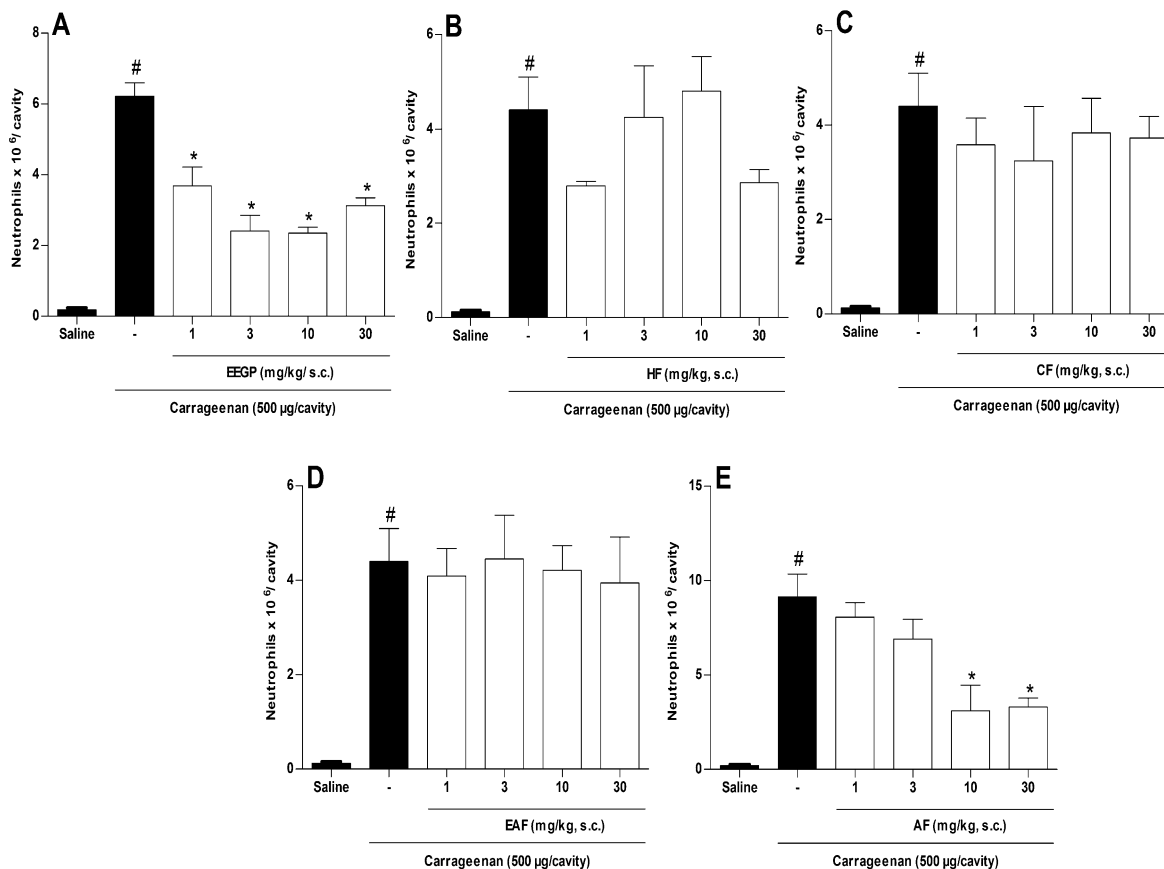 A
Neutrophils x 10 6/ cavity
8
6
4
2
0
#
*
*
*
*
Saline
-
1
3
10
30
EEGP (mg/kg/ s.c.)
Carrageenan (500 µg/cavity)
B
Neutrophils x 10 6/ cavity
6
4
2
0
#
Saline
-
1
3
10
30
HF (mg/kg, s.c.)
Carrageenan (500 µg/cavity)
C
Neutrophils x 10 6/ cavity
6
4
2
0
#
Saline
-
1
3
10
30
CF (mg/kg, s.c.)
Carrageenan (500 µg/cavity)
D
Neutrophils x 10 6/ cavity
6
4
2
0
#
Saline
-
1
3
10
30
EAF (mg/kg, s.c.)
Carrageenan (500 µg/cavity)
E
Neutrophils x 10 6/ cavity
15
10
5
0
#
*
*
Saline
-
1
3
10
30
AF (mg/kg, s.c.)
Carrageenan (500 µg/cavity)